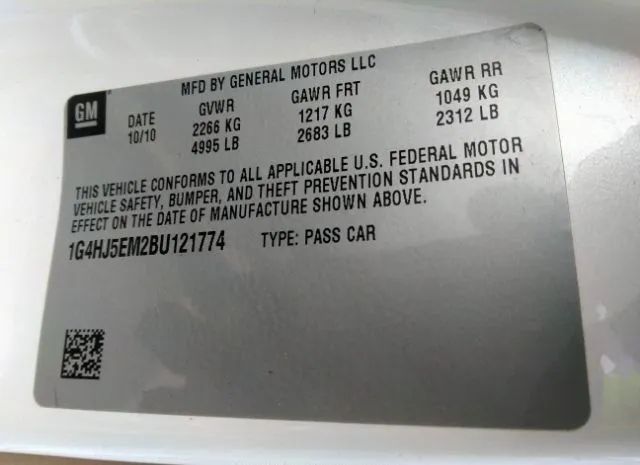 MFD BY GENERAL MOTORS LLC
GM
DATE GVWR GAWR FRT GAWR RR
10/10 2266 KG 1217 KG 1049 KG
4995 LB 2683 LB 2312 LB
THIS VEHICLE CONFORMS TO ALL APPLICABLE U.S. FEDERAL MOTOR
VEHICLE SAFETY, BUMPER, AND THEFT PREVENTION STANDARDS IN
EFFECT ON THE DATE OF MANUFACTURE SHOWN ABOVE.
1G4HJ5EM2BU121774 TYPE: PASS CAR